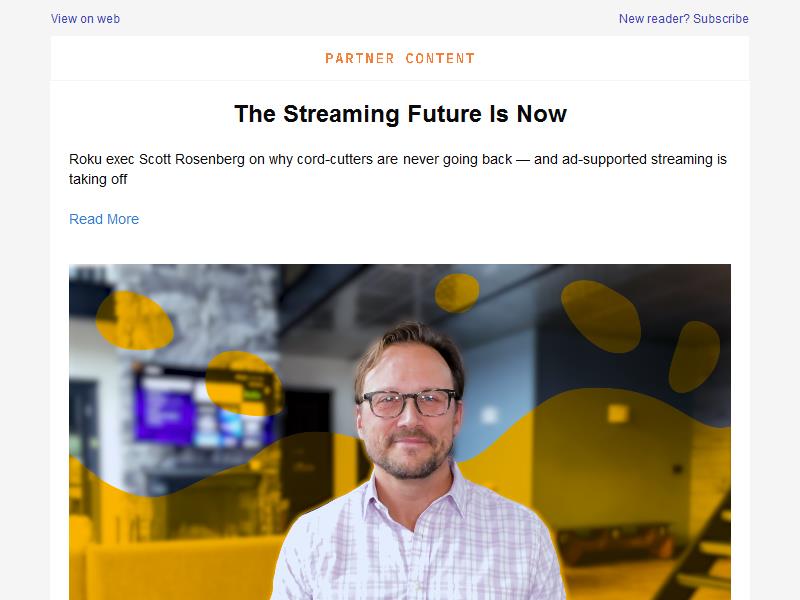 View on web
New reader? Subscribe
PARTNER CONTENT
The Streaming Future Is Now
Roku exec Scott Rosenberg on why cord-cutters are never going back — and ad-supported streaming is
taking off
Read More